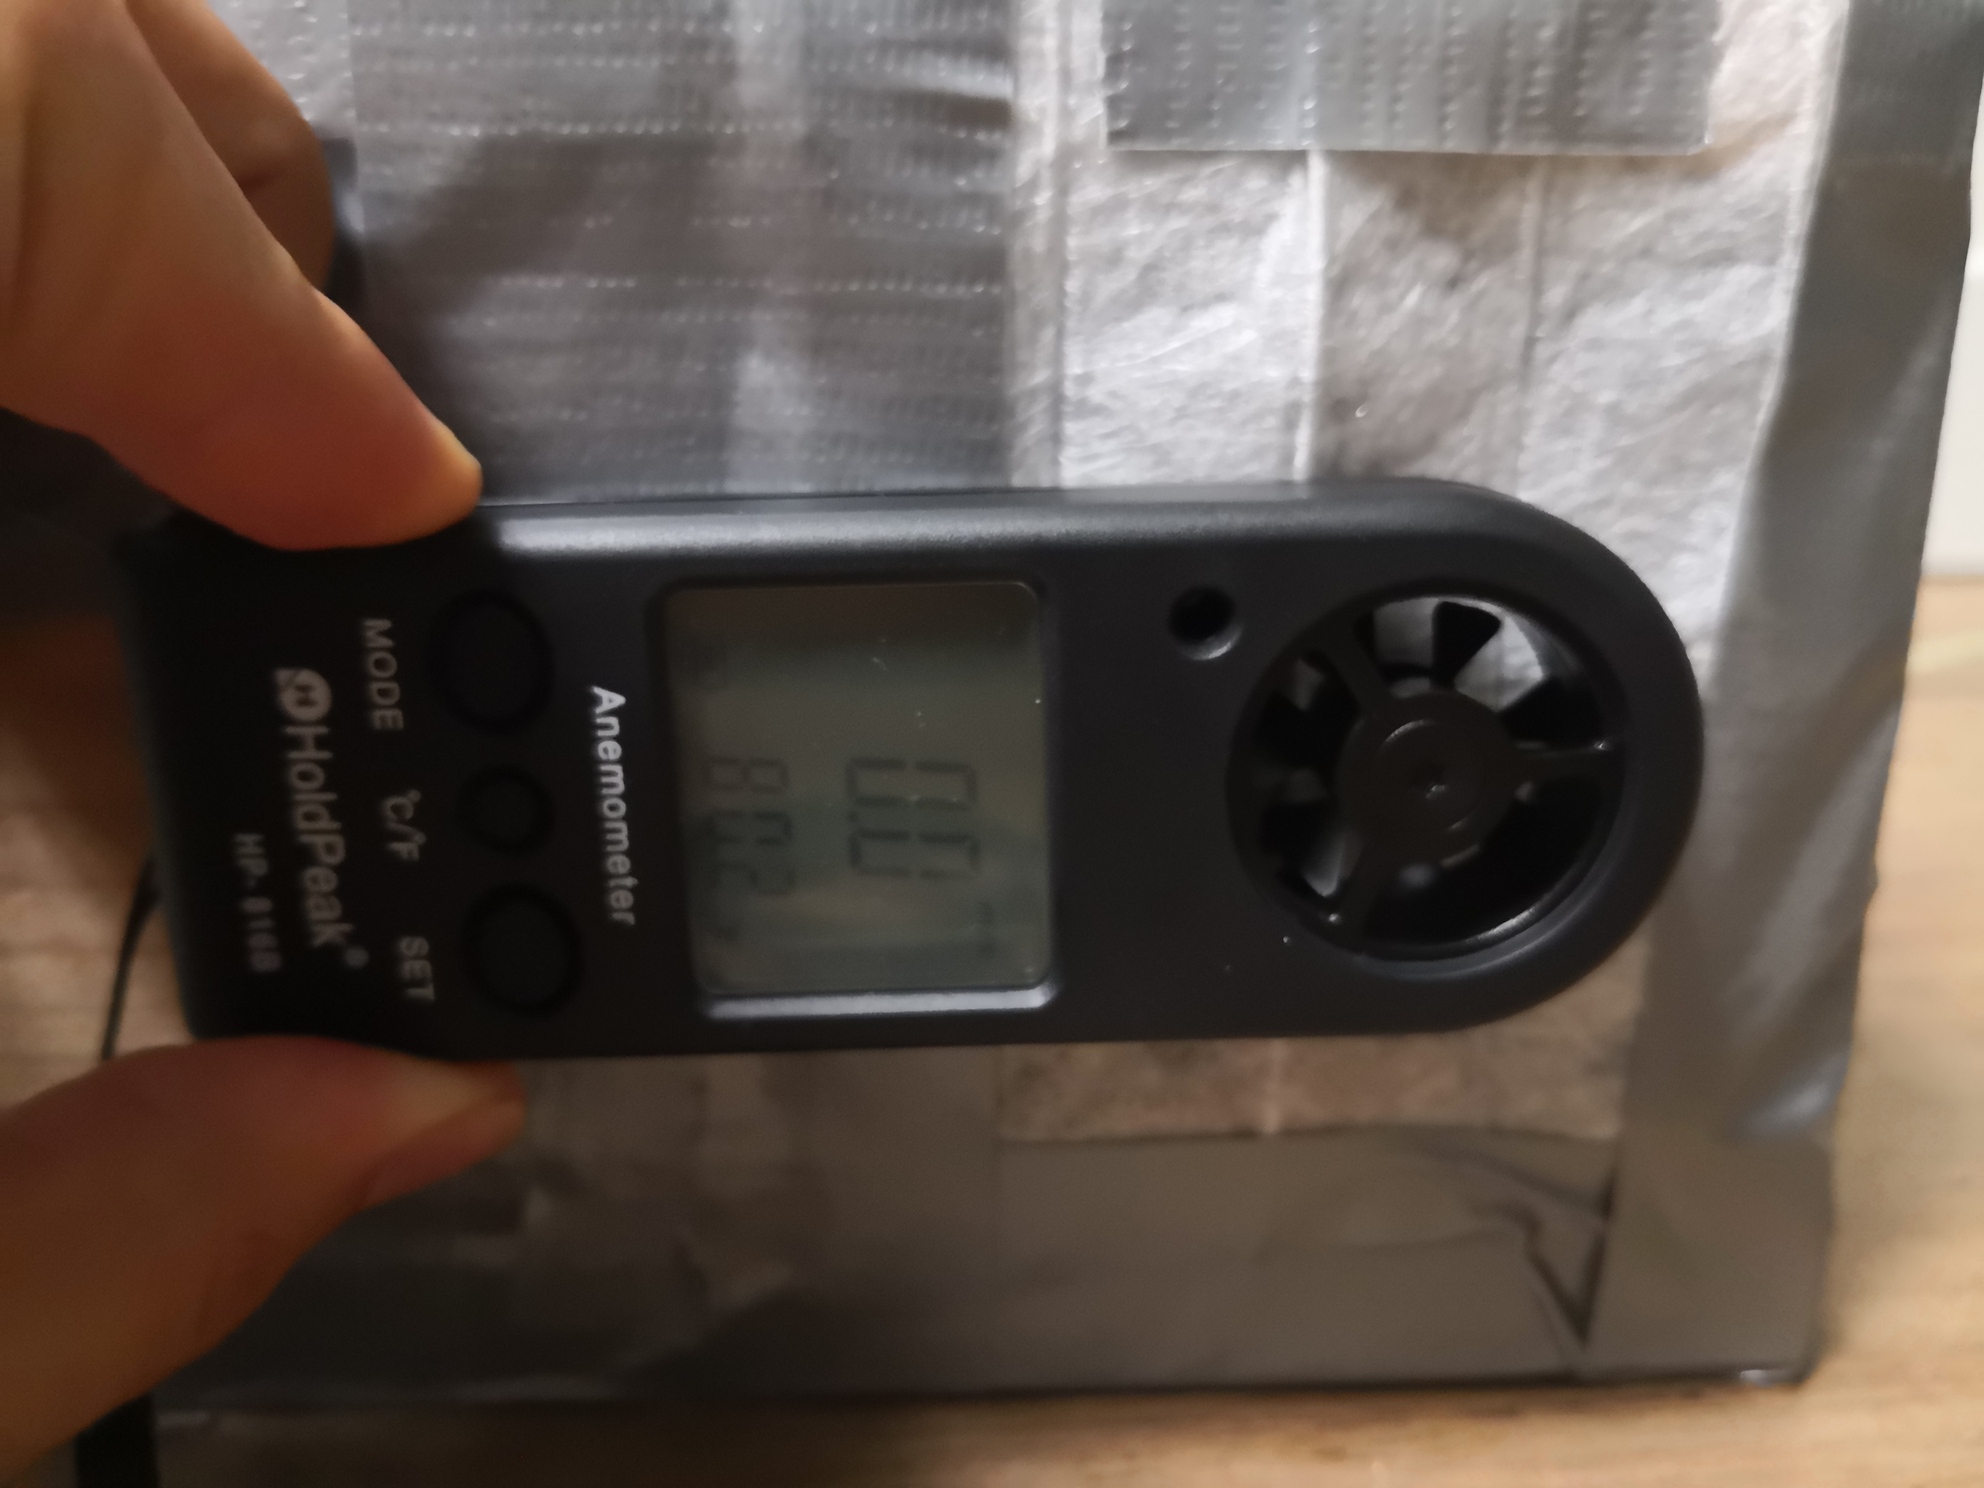 0.0
80.2
Anemometer
MODE ℃/℉ SET
HoldPeak®
HP-816B